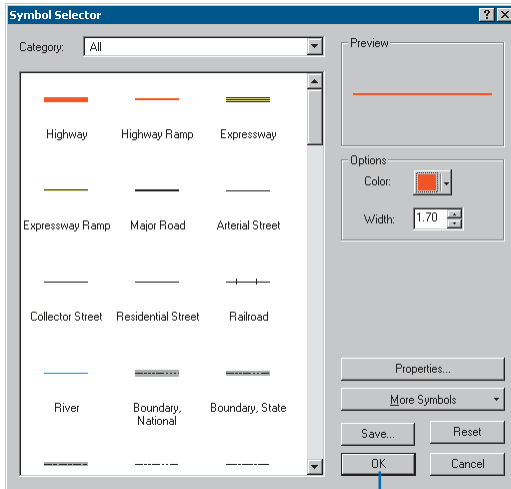 Symbol Selector
Category: All
Highway Highway Ramp Expressway
Expressway Ramp Major Road Arterial Street
Collector Street Residential Street Railroad
River Boundary, National Boundary, State
Preview
Options
Color:
Width: 1.70
Properties...
More Symbols
Save... Reset
OK Cancel